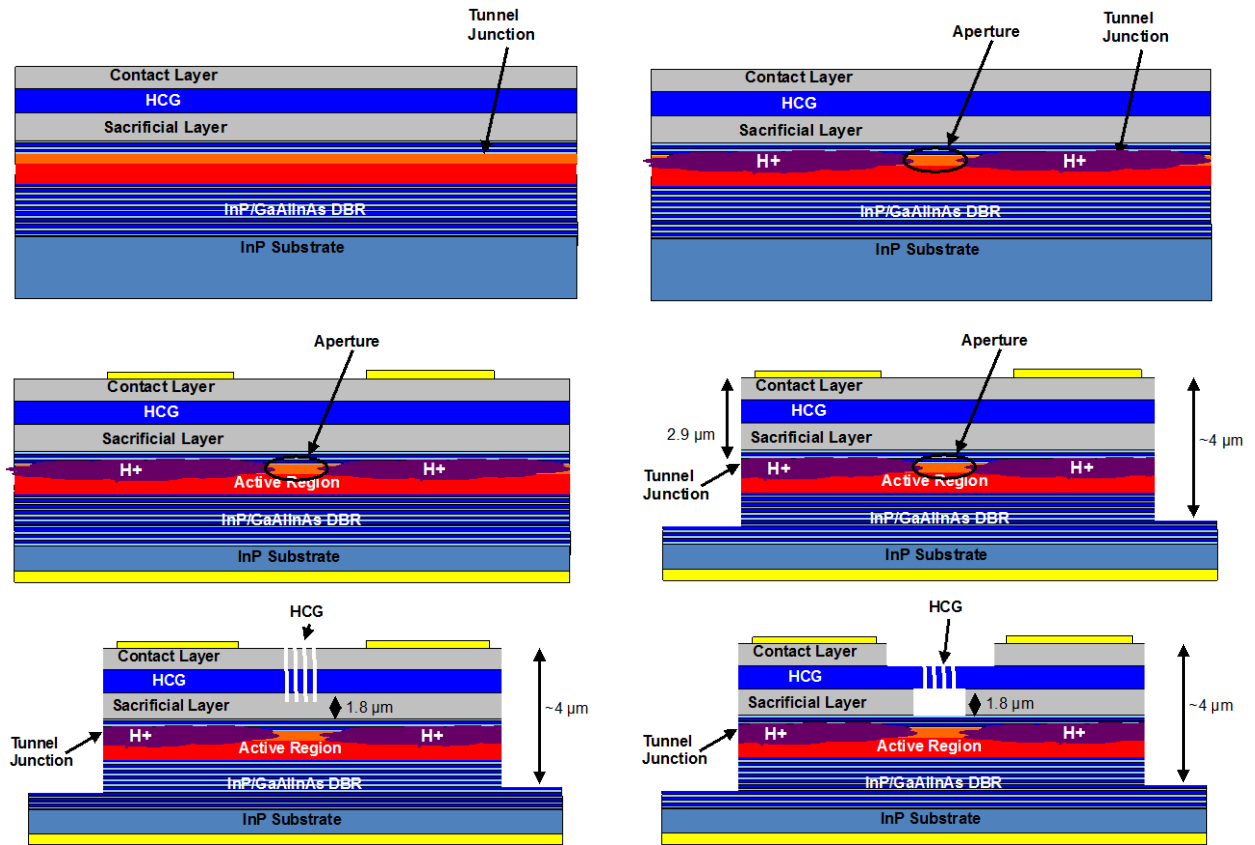 Tunnel
Junction
Contact Layer
HCG
Sacrificial Layer
InP/GaAlInAs DBR
InP Substrate
Aperture
Tunnel
Junction
Contact Layer
HCG
Sacrificial Layer
H+ H+
InP/GaAlInAs DBR
InP Substrate
Aperture
Contact Layer
HCG
Sacrificial Layer
H+ H+
Active Region
InP/GaAlInAs DBR
InP Substrate
Aperture
Contact Layer
HCG
2.9 µm
~4 µm
Sacrificial Layer
Tunnel
Junction
H+ H+
Active Region
InP/GaAlInAs DBR
InP Substrate
HCG
Contact Layer
HCG
Sacrificial Layer
1.8 µm
~4 µm
Tunnel
Junction
H+ H+
Active Region
InP/GaAlInAs DBR
InP Substrate
HCG
Contact Layer
HCG
Sacrificial Layer
1.8 µm
~4 µm
Tunnel
Junction
H+ H+
Active Region
InP/GaAlInAs DBR
InP Substrate